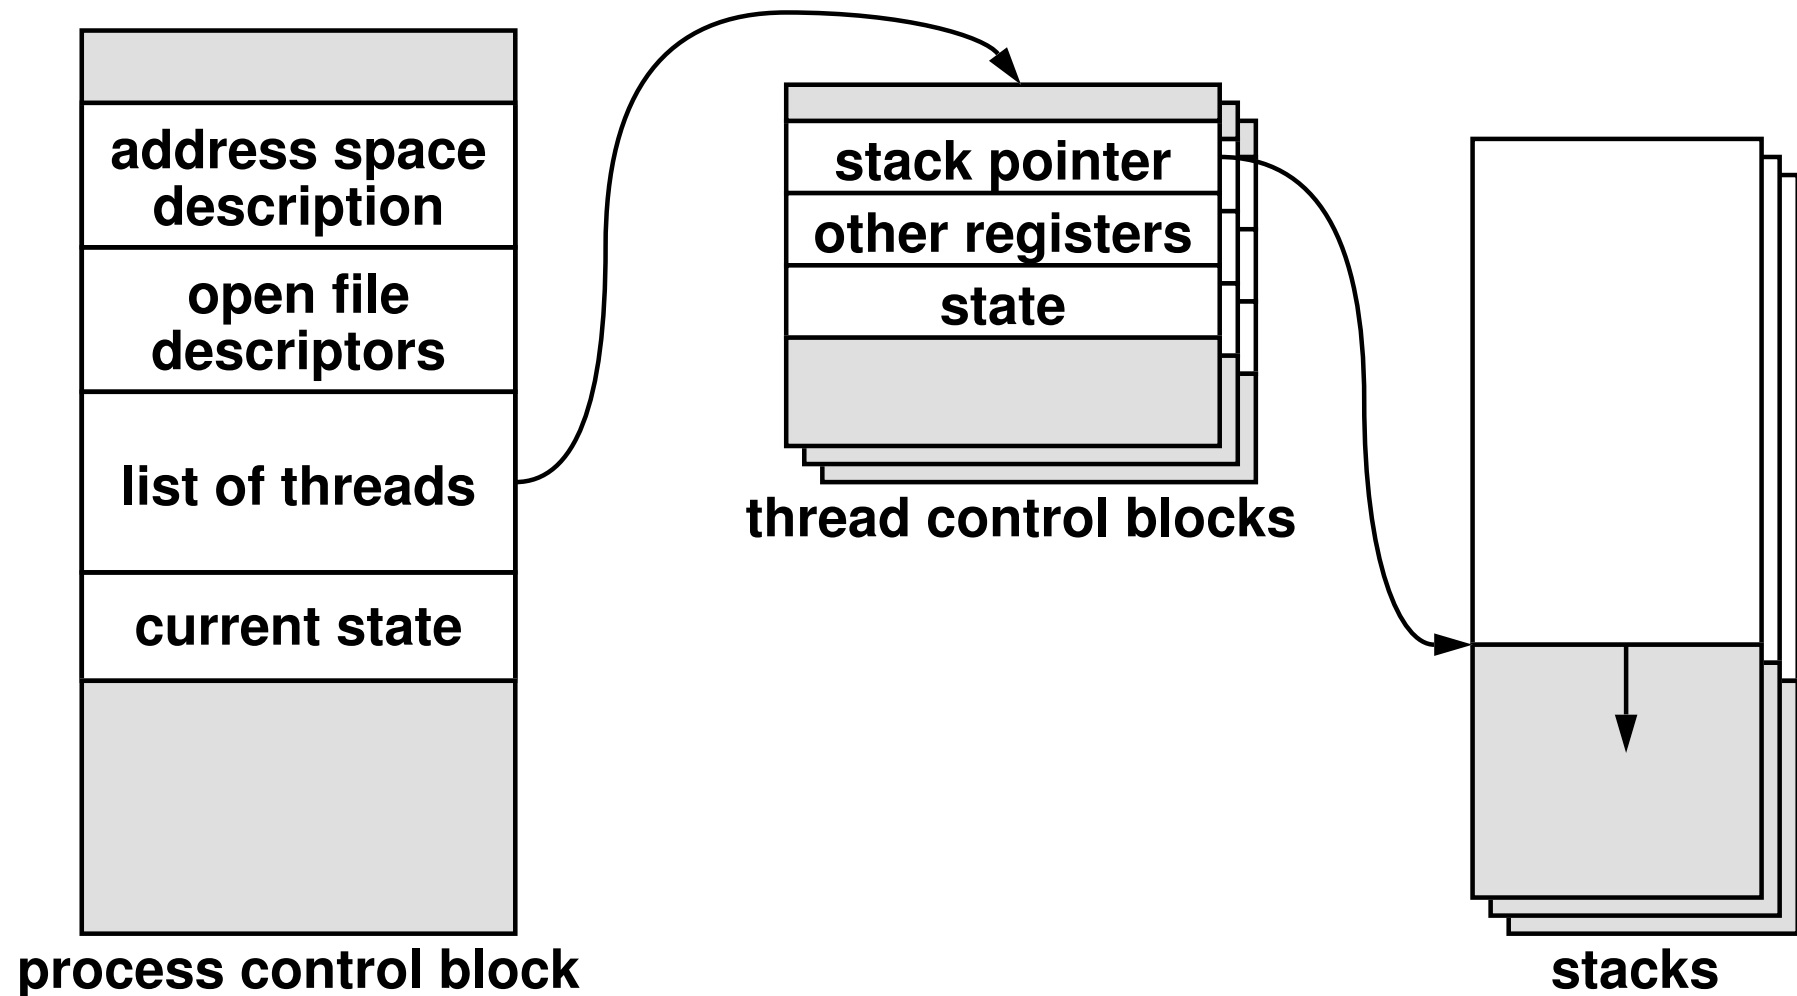 address space
description
open file
descriptors
list of threads
current state
process control block
stack pointer
other registers
state
thread control blocks
stacks